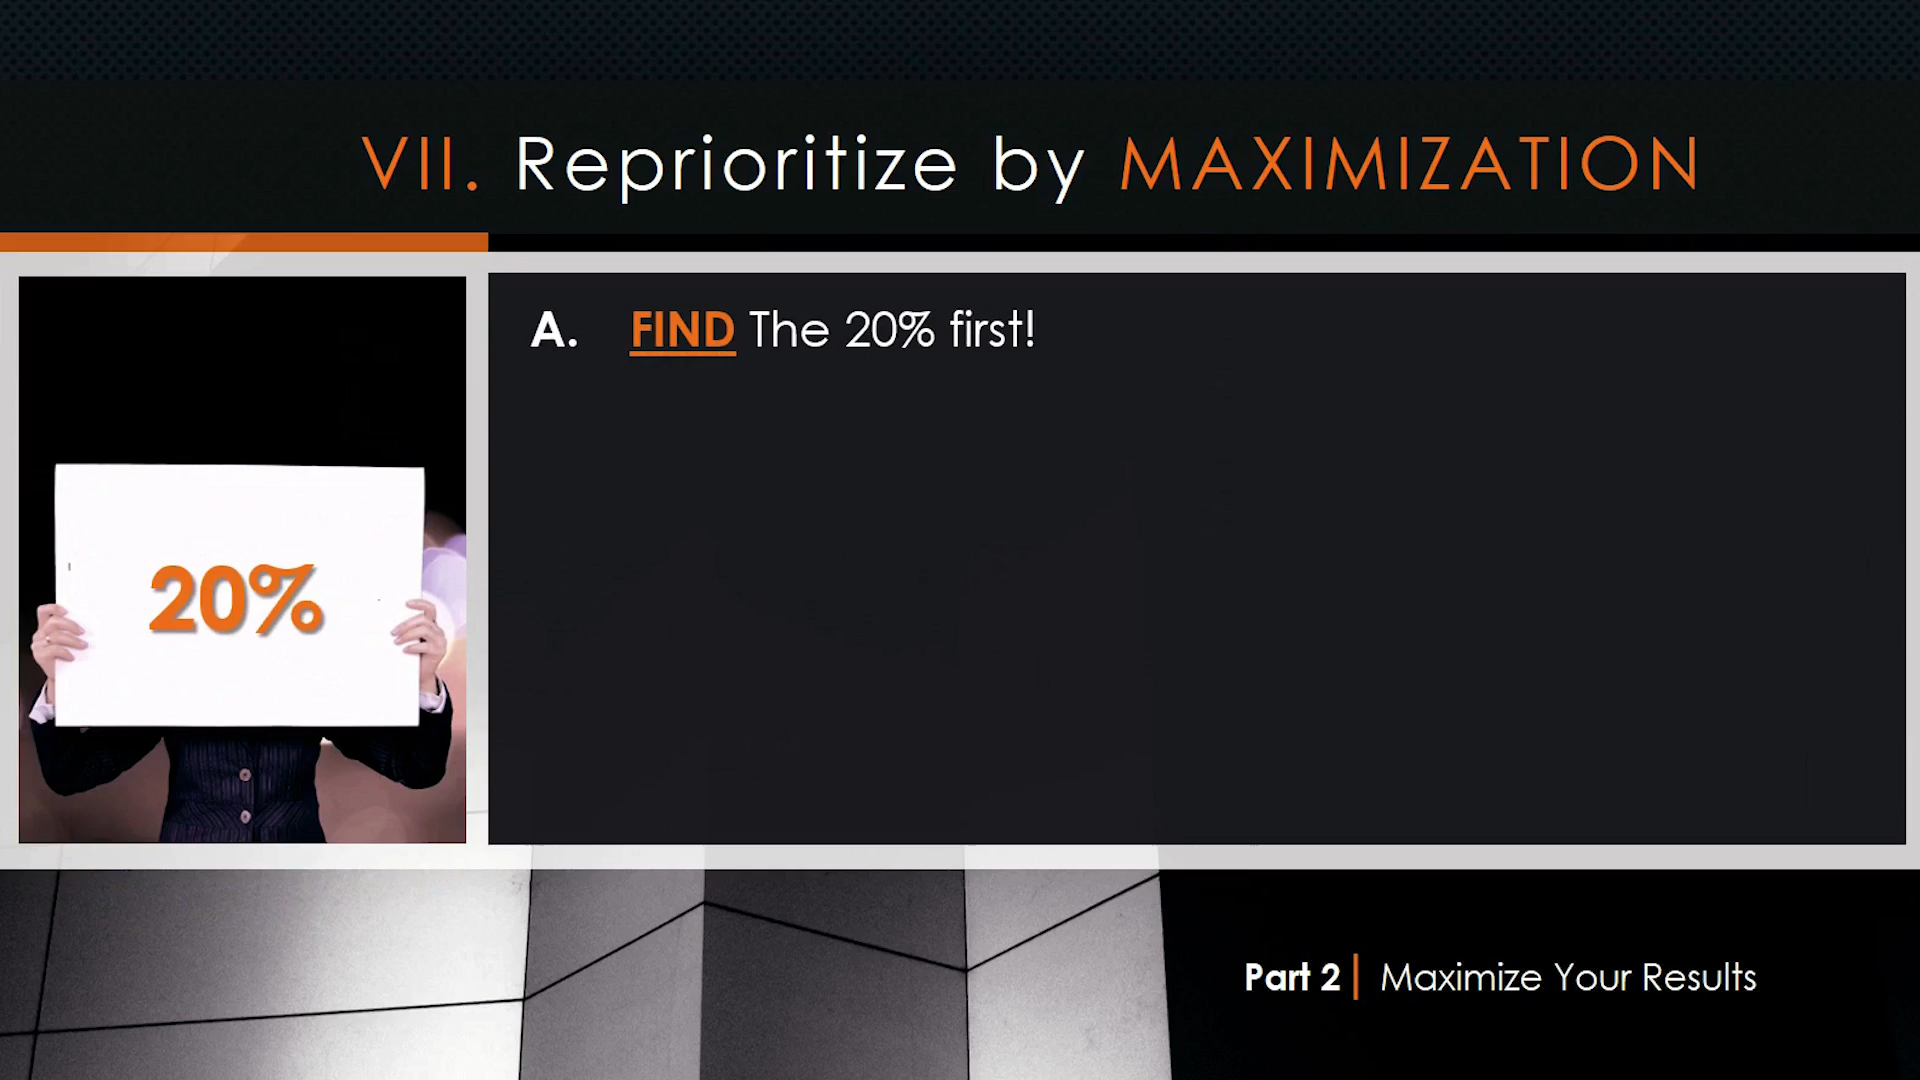 VII. Reprioritize by MAXIMIZATION
A. FIND The 20% first!
20%
Part 2 | Maximize Your Results